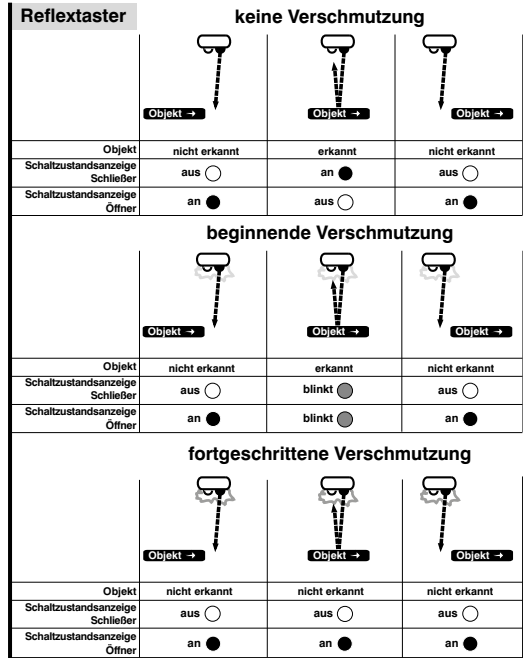 Reflextaster
keine Verschmutzung
Objekt → Objekt → Objekt →
Objekt nicht erkannt erkannt nicht erkannt
Schaltzustandsanzeige
Schließer aus an aus
Schaltzustandsanzeige
Öffner an aus an
beginnende Verschmutzung
Objekt → Objekt → Objekt →
Objekt nicht erkannt erkannt nicht erkannt
Schaltzustandsanzeige
Schließer aus blinkt aus
Schaltzustandsanzeige
Öffner an blinkt an
fortgeschrittene Verschmutzung
Objekt → Objekt → Objekt →
Objekt nicht erkannt nicht erkannt nicht erkannt
Schaltzustandsanzeige
Schließer aus aus aus
Schaltzustandsanzeige
Öffner an an an